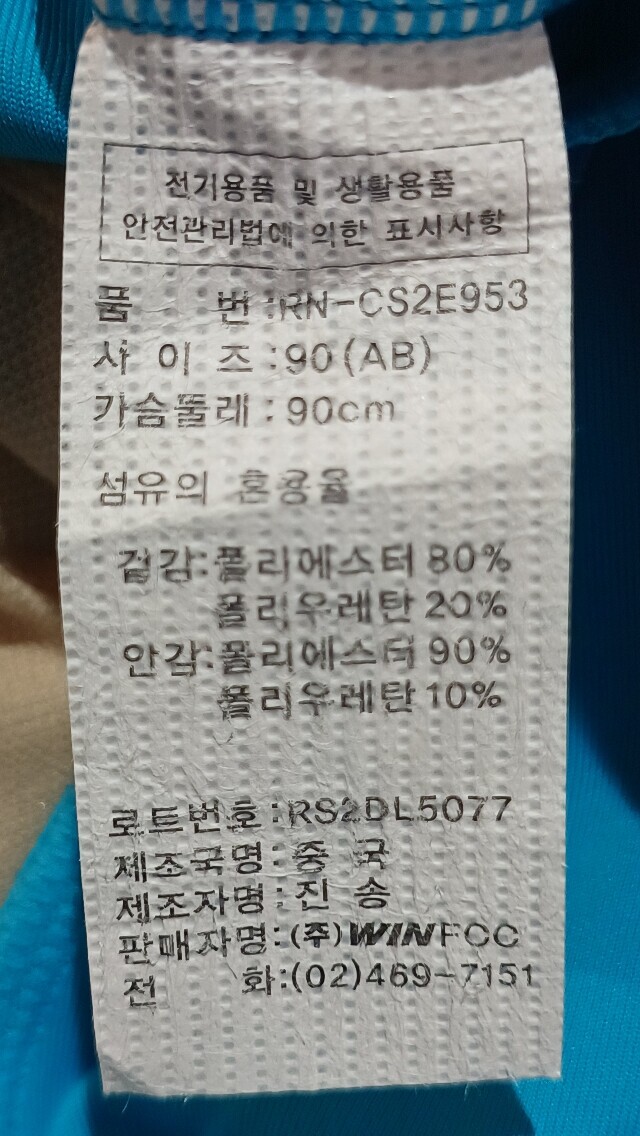 전기용품 및 생활용품
안전관리법에 의한 표시사항
품 번:RN-CS2E953
사 이 즈:90(AB)
가슴둘레:90cm
섬유의 혼용율
겉감:폴리에스터 80%
폴리우레탄 20%
안감:폴리에스터 90%
폴리우레탄 10%
로트번호:RS2DL5077
제조국명:중 국
제조자명:진 송
판매자명:(주)WINFCC
전 화:(02)469-7151